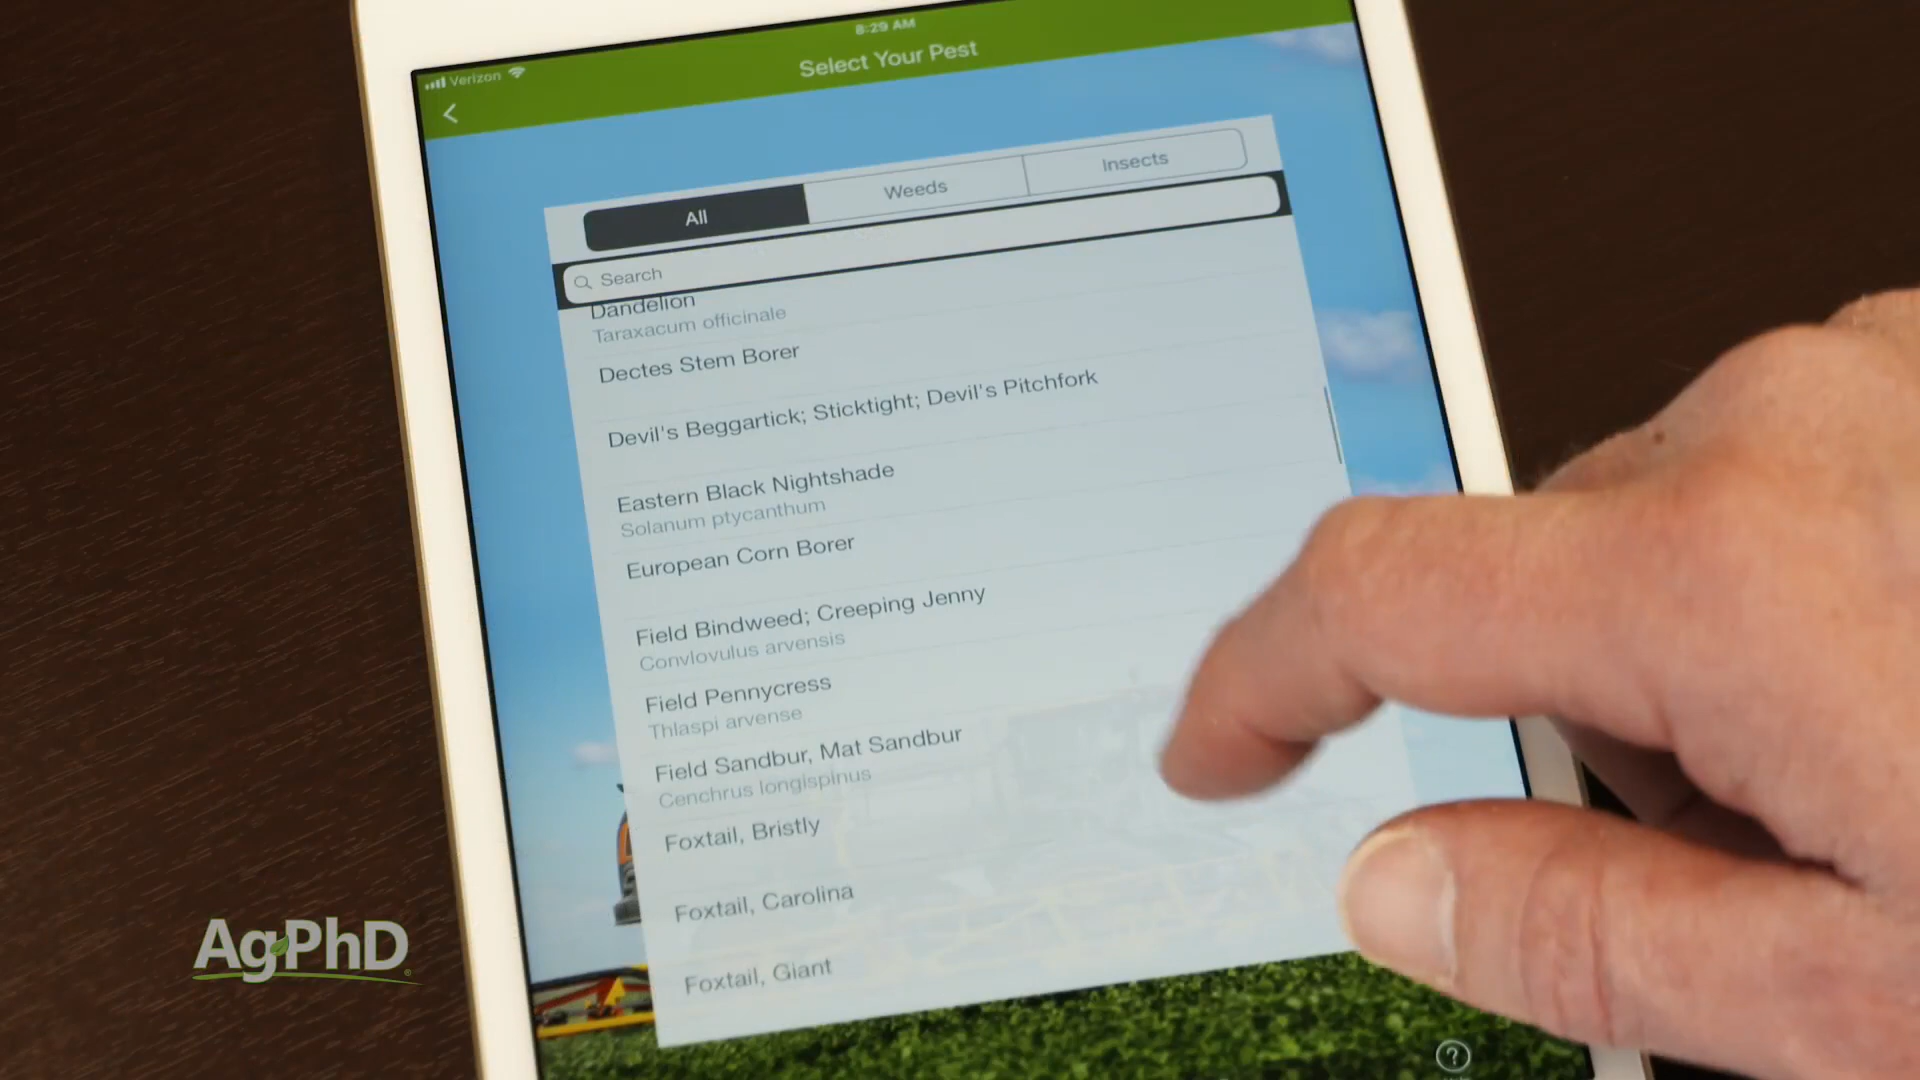 8:29 AM
Verizon
Select Your Pest
All
Weeds
Insects
Search
Dandelion
Taraxacum officinale
Dectes Stem Borer
Devil's Beggartick; Sticktight; Devil's Pitchfork
Eastern Black Nightshade
Solanum ptycanthum
European Corn Borer
Field Bindweed; Creeping Jenny
Convlovulus arvensis
Field Pennycress
Thlaspi arvense
Field Sandbur, Mat Sandbur
Cenchrus longispinus
Foxtail, Bristly
Foxtail, Carolina
Foxtail, Giant
?
AgPhD